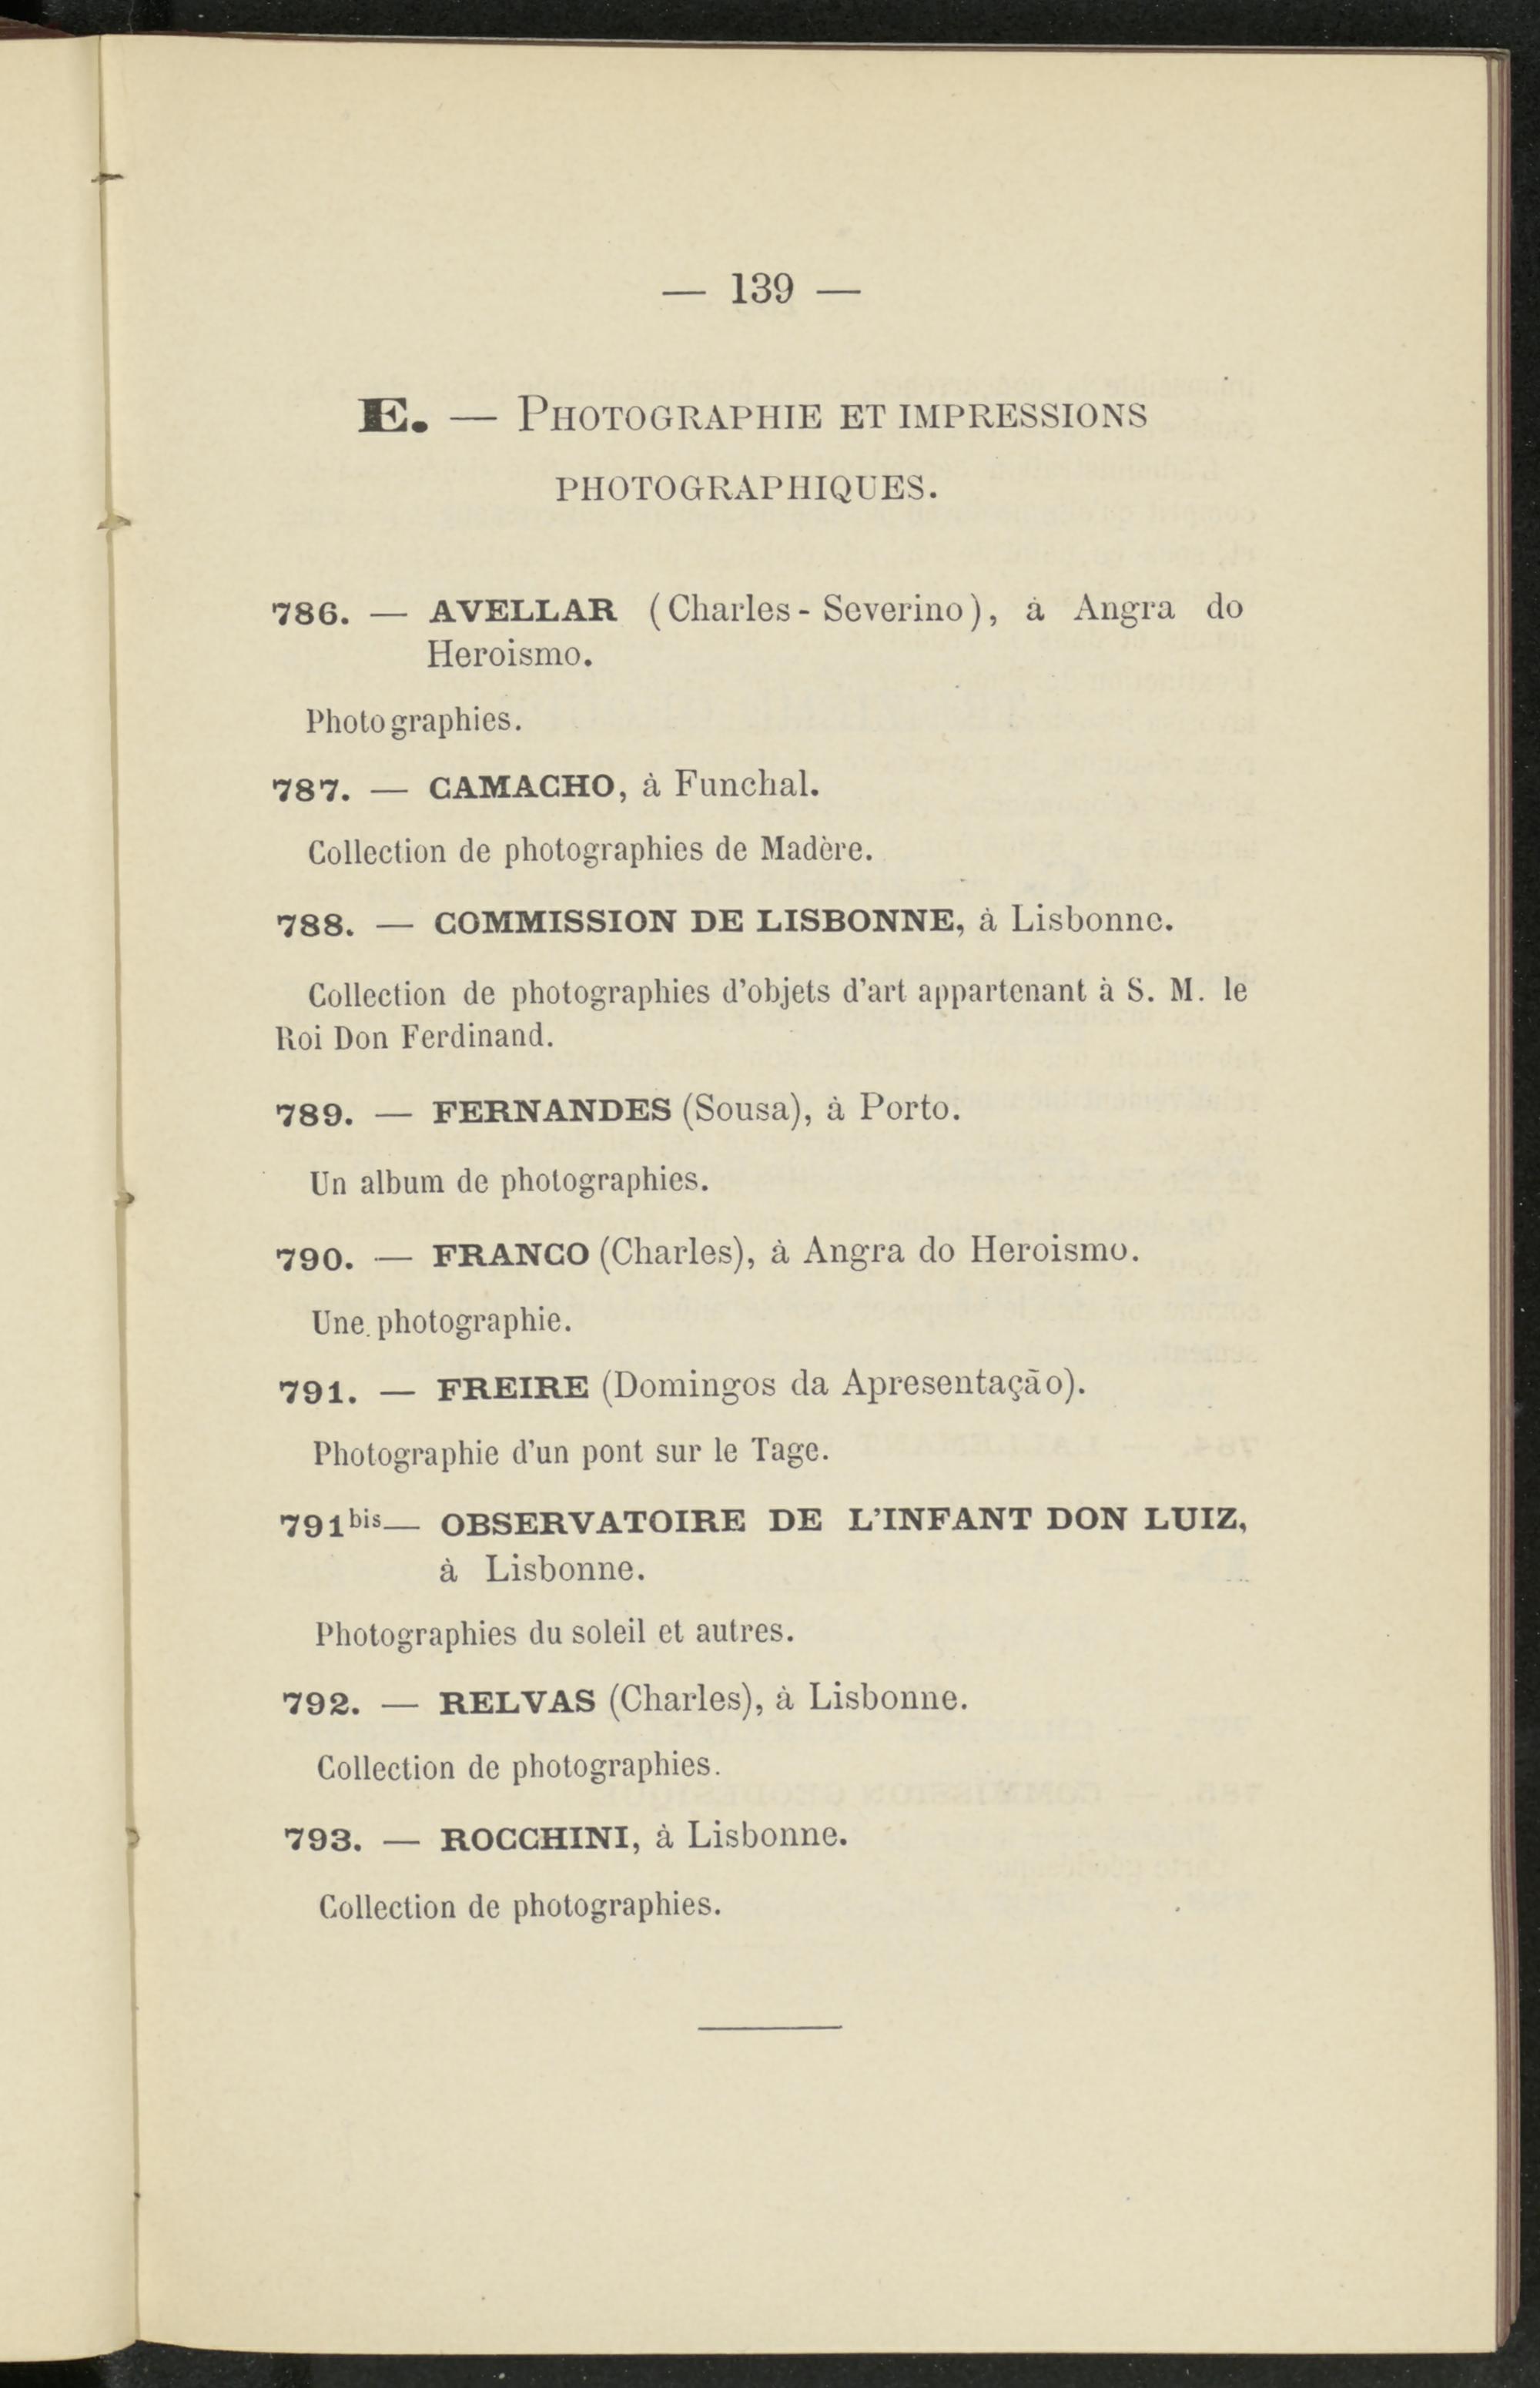 — 139 —
E. — PHOTOGRAPHIE ET IMPRESSIONS
PHOTOGRAPHIQUES.
786. — AVELLAR (Charles-Severino), à Angra do
Heroismo.
Photographies.
787. — CAMACHO, à Funchal.
Collection de photographies de Madère.
788. — COMMISSION DE LISBONNE, à Lisbonne.
Collection de photographies d'objets d'art appartenant à S. M. le
Roi Don Ferdinand.
789. — FERNANDES (Sousa), à Porto.
Un album de photographies.
790. — FRANCO (Charles), à Angra do Heroismo.
Une photographie.
791. — FREIRE (Domingos da Apresentação).
Photographie d'un pont sur le Tage.
791bis— OBSERVATOIRE DE L'INFANT DON LUIZ,
à Lisbonne.
Photographies du soleil et autres.
792. — RELVAS (Charles), à Lisbonne.
Collection de photographies.
793. — ROCCHINI, à Lisbonne.
Collection de photographies.